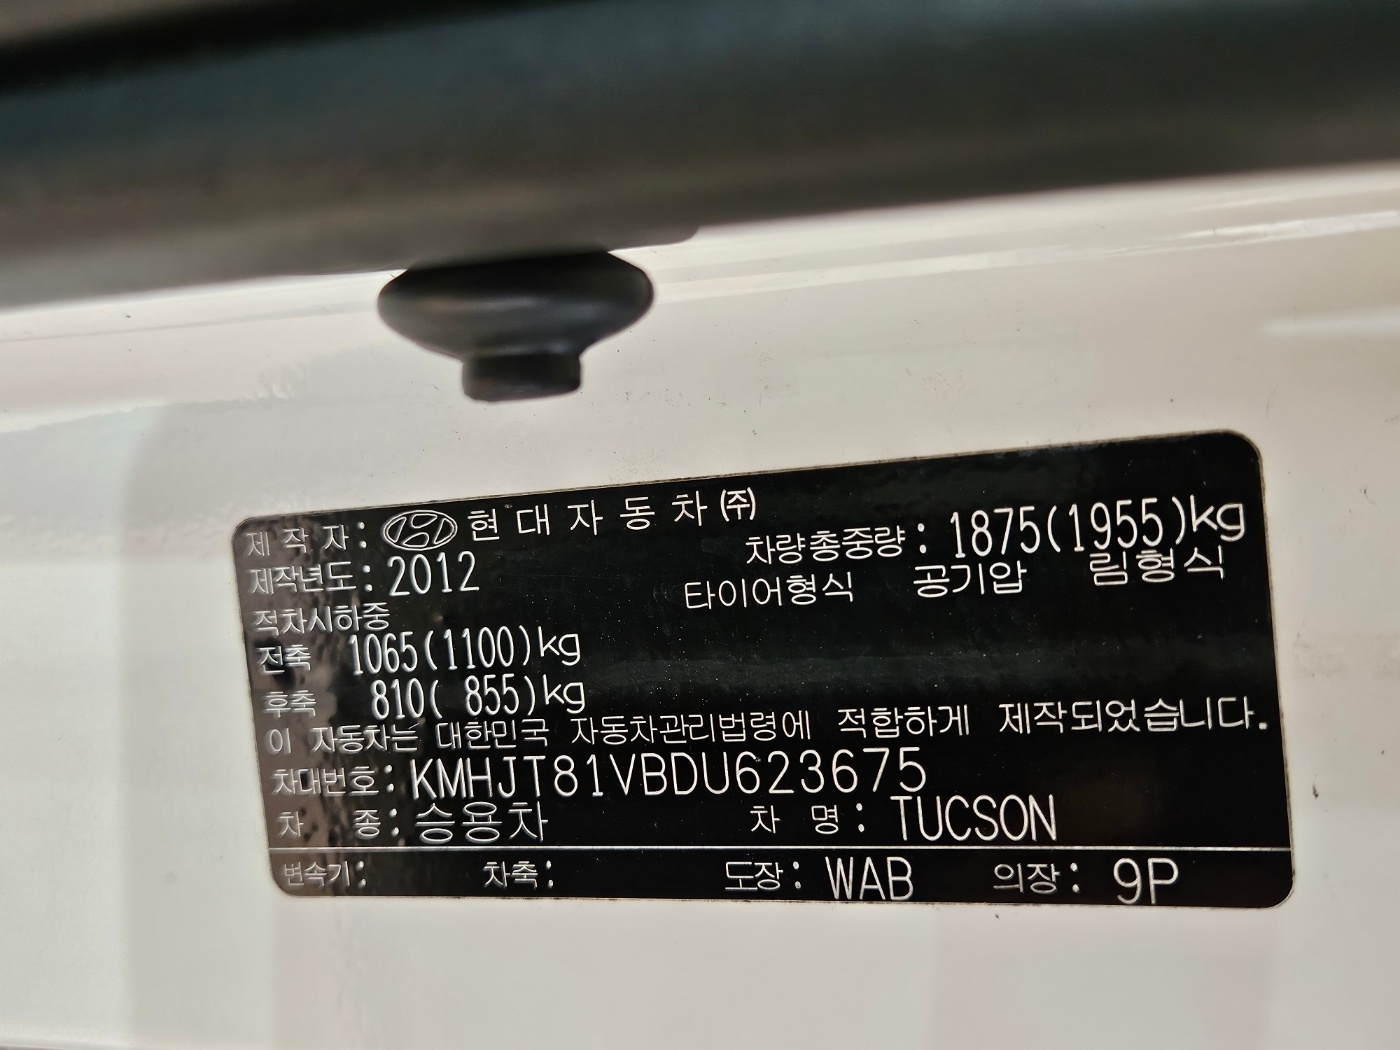 제 작 자 : 현 대 자 동 차 ㈜
차량총중량 : 1875(1955)kg
제작년도 : 2012
타이어형식 공기압 림형식
적차시하중
전축 1065(1100)kg
후축 810( 855)kg
이 자동차는 대한민국 자동차관리법령에 적합하게 제작되었습니다.
차대번호 : KMHJT81VBDU623675
차 종 : 승용차 차 명 : TUCSON
변속기 : 차축 : 도장 : WAB 의장 : 9P